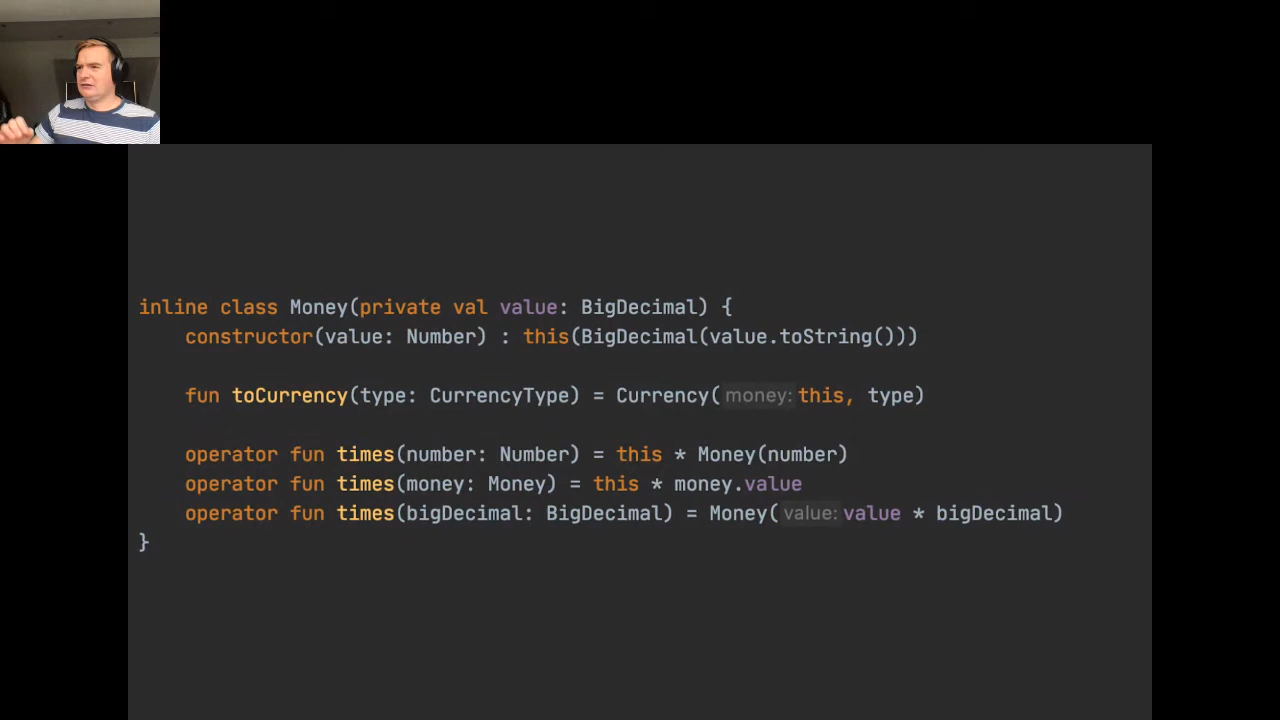 inline class Money(private val value: BigDecimal) {
constructor(value: Number) : this(BigDecimal(value.toString()))
fun toCurrency(type: CurrencyType) = Currency( money: this, type)
operator fun times(number: Number) = this * Money(number)
operator fun times(money: Money) = this * money.value
operator fun times(bigDecimal: BigDecimal) = Money( value: value * bigDecimal)
}